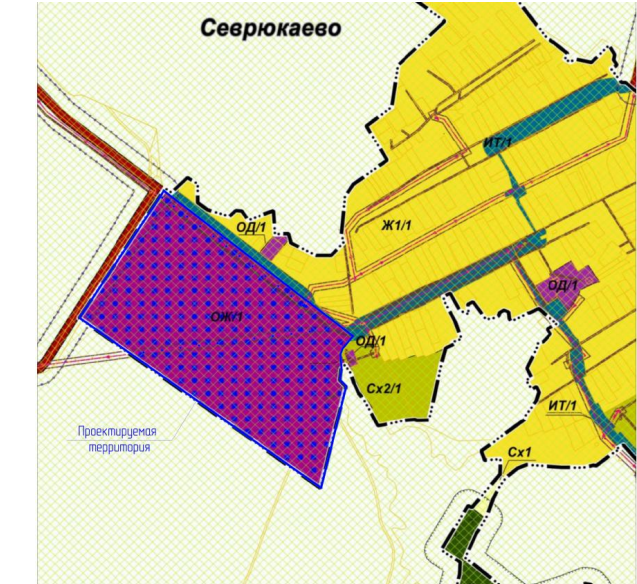 Севрюкаево
ИТ/1
ОД/1
Ж1/1
ОД/1
ОЖ/1
ОД/1
Сх2/1
ИТ/1
Проектируемая
территория
Сх1